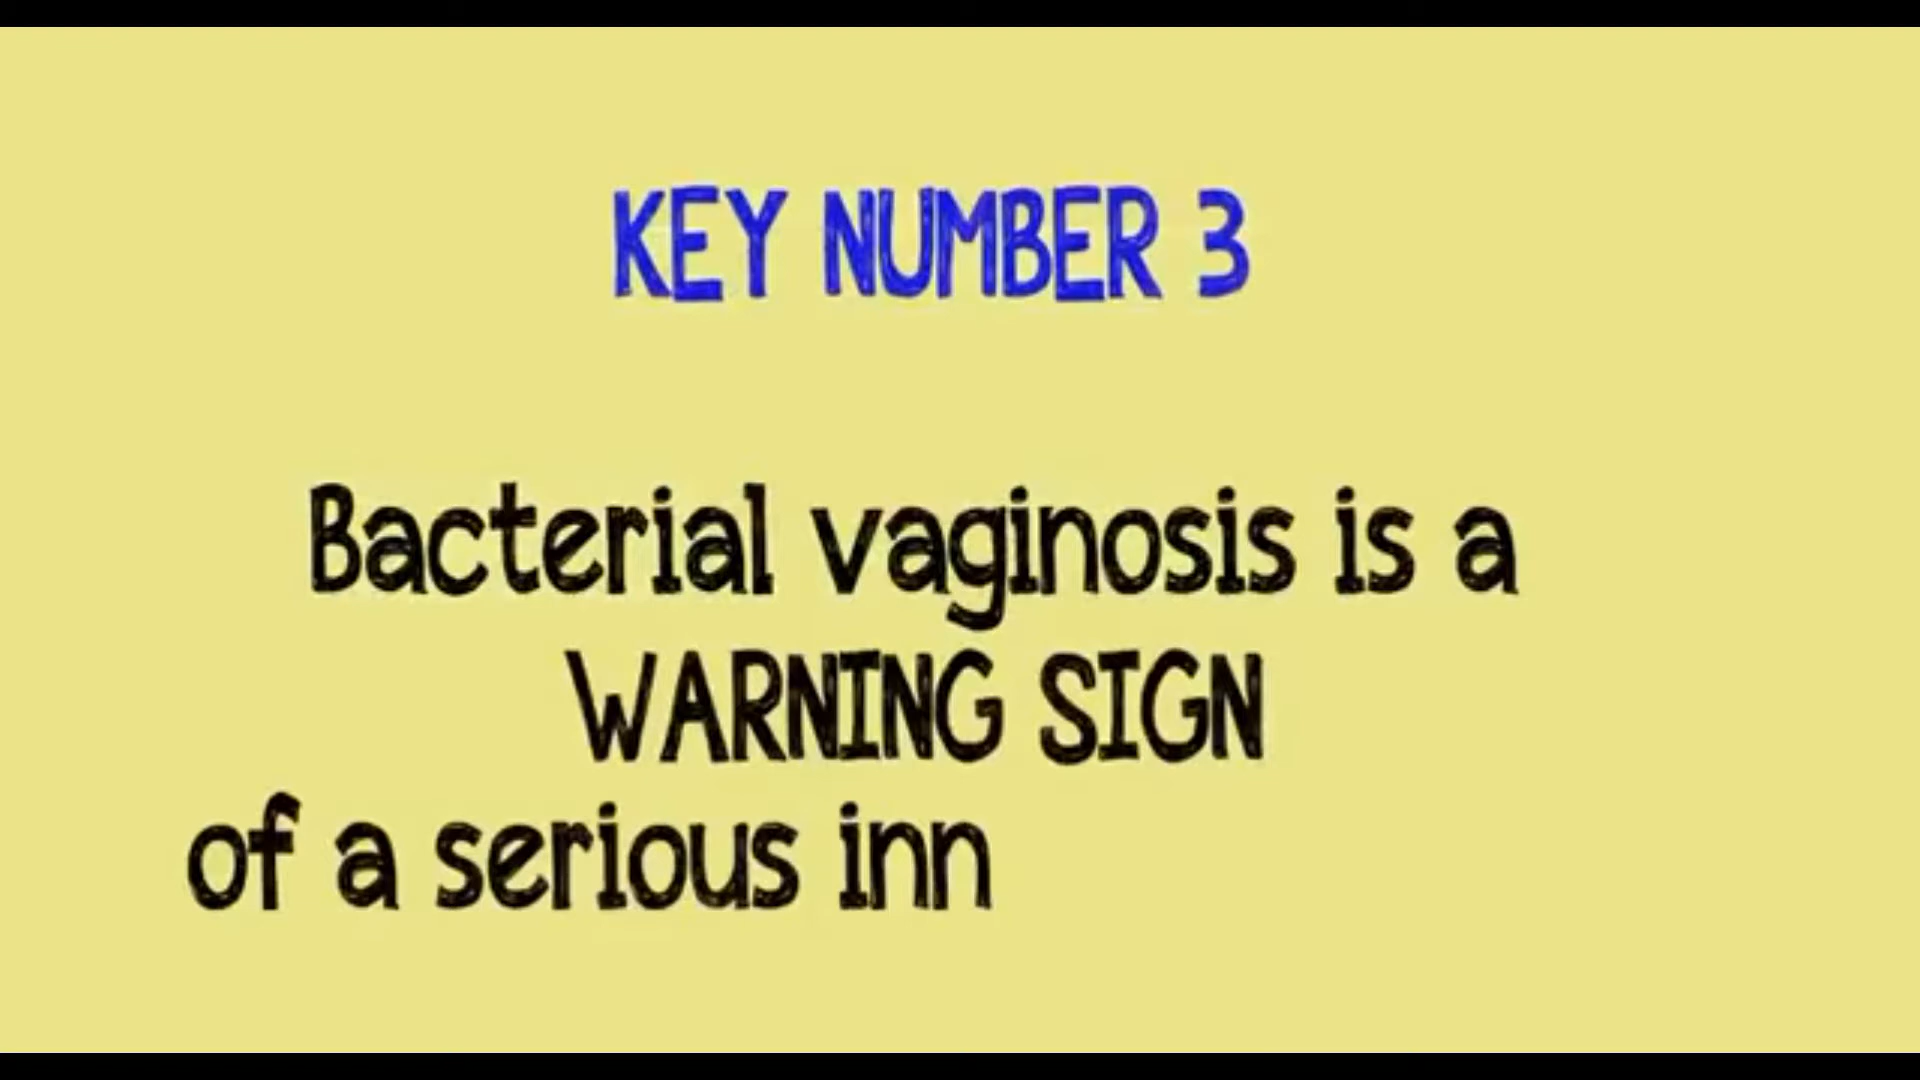 KEY NUMBER 3
Bacterial vaginosis is a
WARNING SIGN
of a serious inn